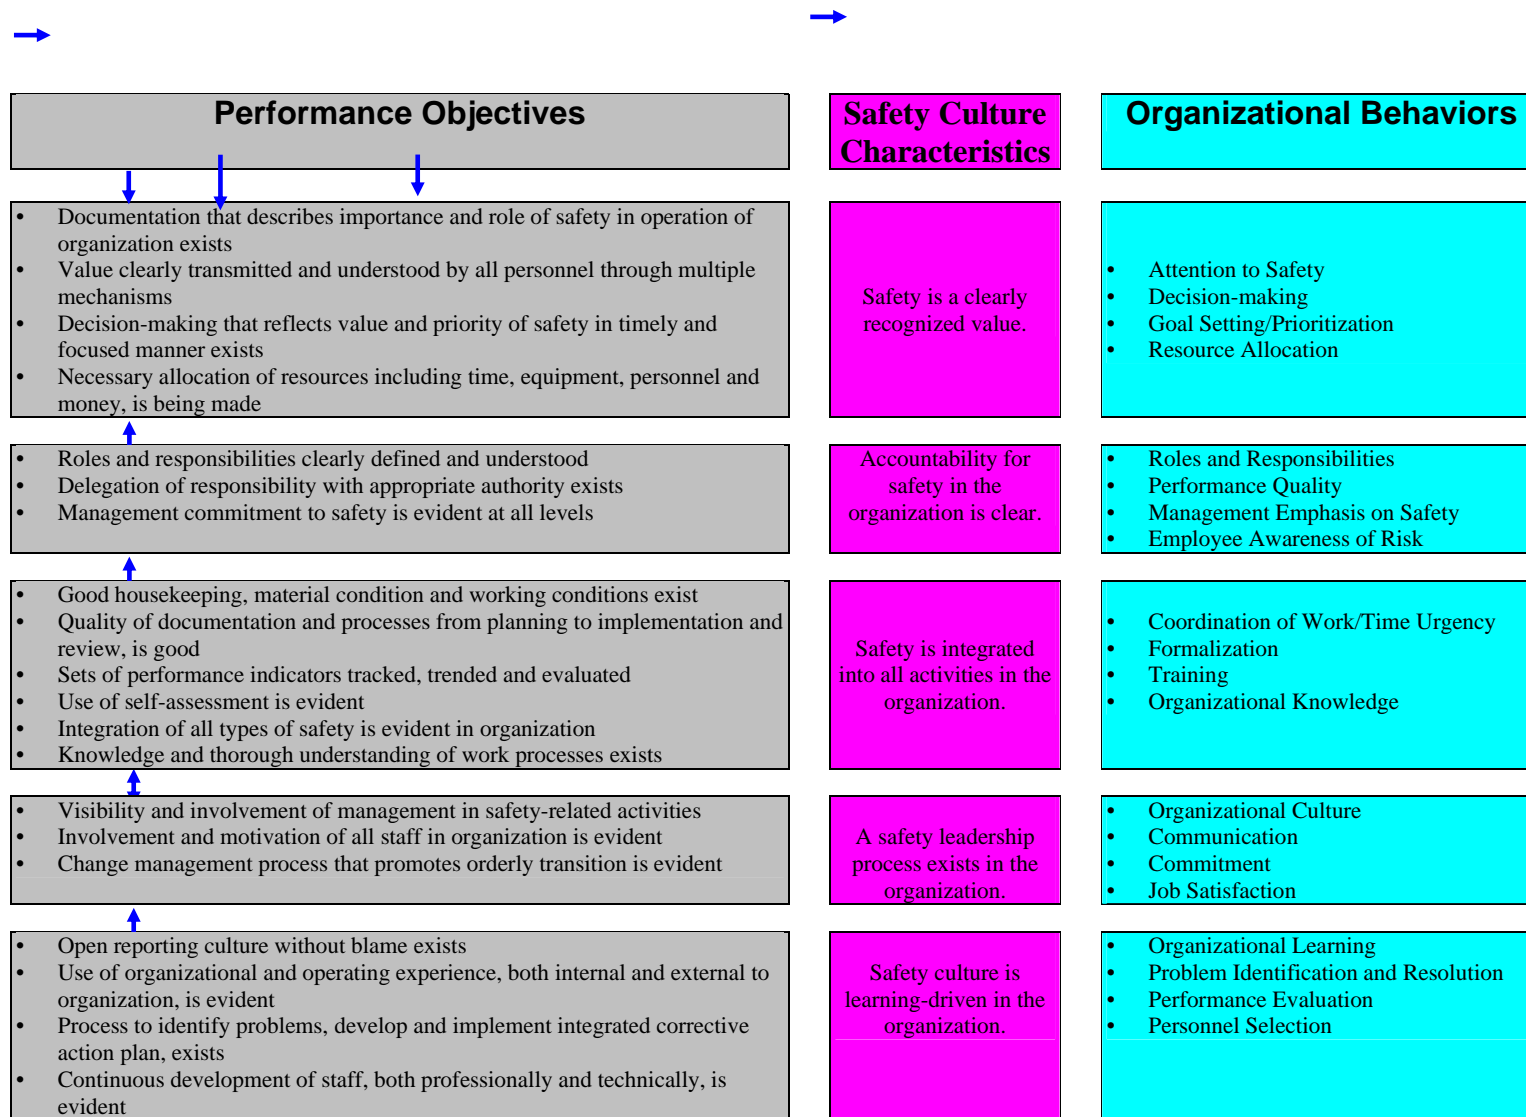 Performance Objectives
Safety Culture
Characteristics
Organizational Behaviors
• Documentation that describes importance and role of safety in operation of
organization exists
• Value clearly transmitted and understood by all personnel through multiple
mechanisms
• Decision-making that reflects value and priority of safety in timely and
focused manner exists
• Necessary allocation of resources including time, equipment, personnel and
money, is being made
Safety is a clearly
recognized value.
• Attention to Safety
• Decision-making
• Goal Setting/Prioritization
• Resource Allocation
• Roles and responsibilities clearly defined and understood
• Delegation of responsibility with appropriate authority exists
• Management commitment to safety is evident at all levels
Accountability for
safety in the
organization is clear.
• Roles and Responsibilities
• Performance Quality
• Management Emphasis on Safety
• Employee Awareness of Risk
• Good housekeeping, material condition and working conditions exist
• Quality of documentation and processes from planning to implementation and
review, is good
• Sets of performance indicators tracked, trended and evaluated
• Use of self-assessment is evident
• Integration of all types of safety is evident in organization
• Knowledge and thorough understanding of work processes exists
Safety is integrated
into all activities in the
organization.
• Coordination of Work/Time Urgency
• Formalization
• Training
• Organizational Knowledge
• Visibility and involvement of management in safety-related activities
• Involvement and motivation of all staff in organization is evident
• Change management process that promotes orderly transition is evident
A safety leadership
process exists in the
organization.
• Organizational Culture
• Communication
• Commitment
• Job Satisfaction
• Open reporting culture without blame exists
• Use of organizational and operating experience, both internal and external to
organization, is evident
• Process to identify problems, develop and implement integrated corrective
action plan, exists
• Continuous development of staff, both professionally and technically, is
evident
Safety culture is
learning-driven in the
organization.
• Organizational Learning
• Problem Identification and Resolution
• Performance Evaluation
• Personnel Selection